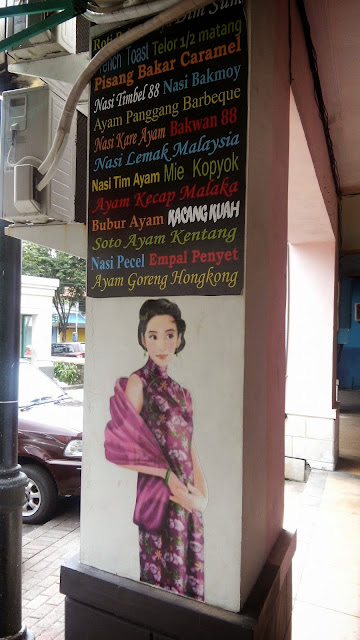 Dim Sum
French Toast Telor 1/2 matang
Pisang Bakar Caramel
Nasi Timbel 88 Nasi Bakmoy
Ayam Panggang Barbeque
Nasi Kare Ayam Bakwan 88
Nasi Lemak Malaysia
Nasi Tim Ayam Mie Kopyok
Ayam Kecap Malaka
Bubur Ayam KACANG KUAH
Soto Ayam Kentang
Nasi Pecel Empal Penyet
Ayam Goreng Hongkong